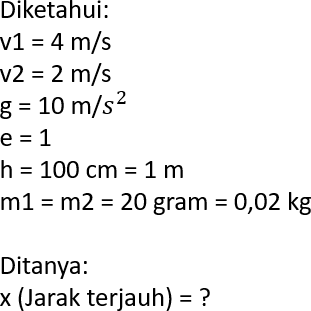 Diketahui:
v1 = 4 m/s
v2 = 2 m/s
g = 10 m/s²
e = 1
h = 100 cm = 1 m
m1 = m2 = 20 gram = 0,02 kg
Ditanya:
x (Jarak terjauh) = ?